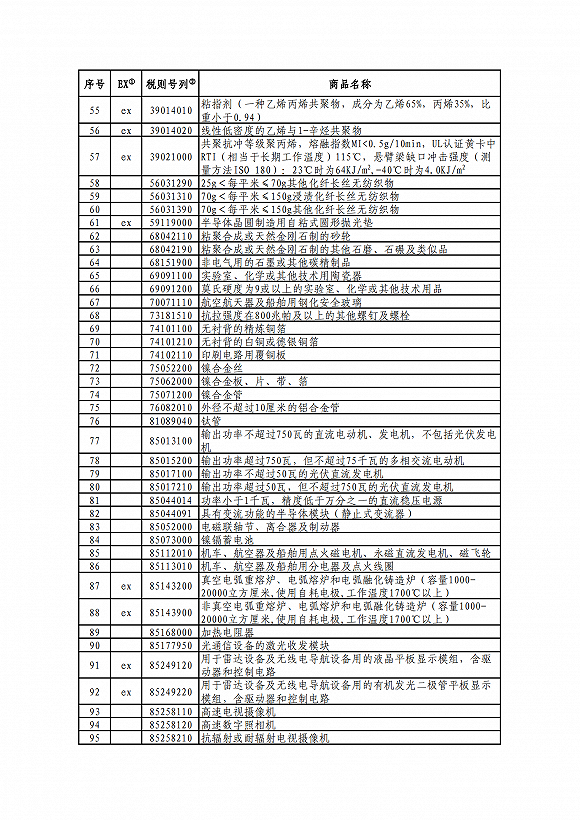 序号 EX① 税则号列② 商品名称
55 ex 39014010 粘指剂（一种乙烯丙烯共聚物，成分为乙烯65%，丙烯35%，比
重小于0.94）
56 ex 39014020 线性低密度的乙烯与1-辛烃共聚物
57 ex 39021000 共聚抗冲等级聚丙烯，熔融指数MI<0.5g/10min，UL认证黄卡中
RTI（相当于长期工作温度）115℃，悬臂梁缺口冲击强度（测
量方法ISO 180）：23℃时为64KJ/m²,-40℃时为4.0KJ/m²
58 56031290 25g＜每平米≤70g其他化纤长丝无纺织物
59 56031310 70g＜每平米≤150g浸渍化纤长丝无纺织物
60 56031390 70g＜每平米≤150g其他化纤长丝无纺织物
61 ex 59119000 半导体晶圆制造用自粘式圆形抛光垫
62 68042110 粘聚合成或天然金刚石制的砂轮
63 68042190 粘聚合成或天然金刚石制的其他石磨、石碾及类似品
64 68151900 非电气用的石墨或其他碳精制品
65 69091100 实验室、化学或其他技术用陶瓷器
66 69091200 莫氏硬度为9或以上的实验室、化学或其他技术用品
67 70071110 航空航天器及船舶用钢化安全玻璃
68 73181510 抗拉强度在800兆帕及以上的其他螺钉及螺栓
69 74101100 无衬背的精炼铜箔
70 74101210 无衬背的白铜或德银铜箔
71 74102110 印刷电路用覆铜板
72 75052200 镍合金丝
73 75062000 镍合金板、片、带、箔
74 75071200 镍合金管
75 76082010 外径不超过10厘米的铝合金管
76 81089040 钛管
77 85013100 输出功率不超过750瓦的直流电动机、发电机，不包括光伏发电
机
78 85015200 输出功率超过750瓦，但不超过75千瓦的多相交流电动机
79 85017100 输出功率不超过50瓦的光伏直流发电机
80 85017210 输出功率超过50瓦，但不超过750瓦的光伏直流发电机
81 85044014 功率小于1千瓦，精度低于万分之一的直流稳压电源
82 85044091 具有变流功能的半导体模块（静止式变流器）
83 85052000 电磁联轴节、离合器及制动器
84 85073000 镍镉蓄电池
85 85112010 机车、航空器及船舶用点火磁电机、永磁直流发电机、磁飞轮
86 85113010 机车、航空器及船舶用分电器及点火线圈
87 ex 85143200 真空电弧重熔炉、电弧熔炉和电弧融化铸造炉（容量1000-
20000立方厘米,使用自耗电极,工作温度1700℃以上）
88 ex 85143900 非真空电弧重熔炉、电弧熔炉和电弧融化铸造炉（容量1000-
20000立方厘米,使用自耗电极,工作温度1700℃以上）
89 85168000 加热电阻器
90 85177950 光通信设备的激光收发模块
91 ex 85249120 用于雷达设备及无线电导航设备用的液晶平板显示模组，含驱
动器和控制电路
92 ex 85249220 用于雷达设备及无线电导航设备用的有机发光二极管平板显示
模组，含驱动器和控制电路
93 85258110 高速电视摄像机
94 85258120 高速数字照相机
95 85258210 抗辐射或耐辐射电视摄像机